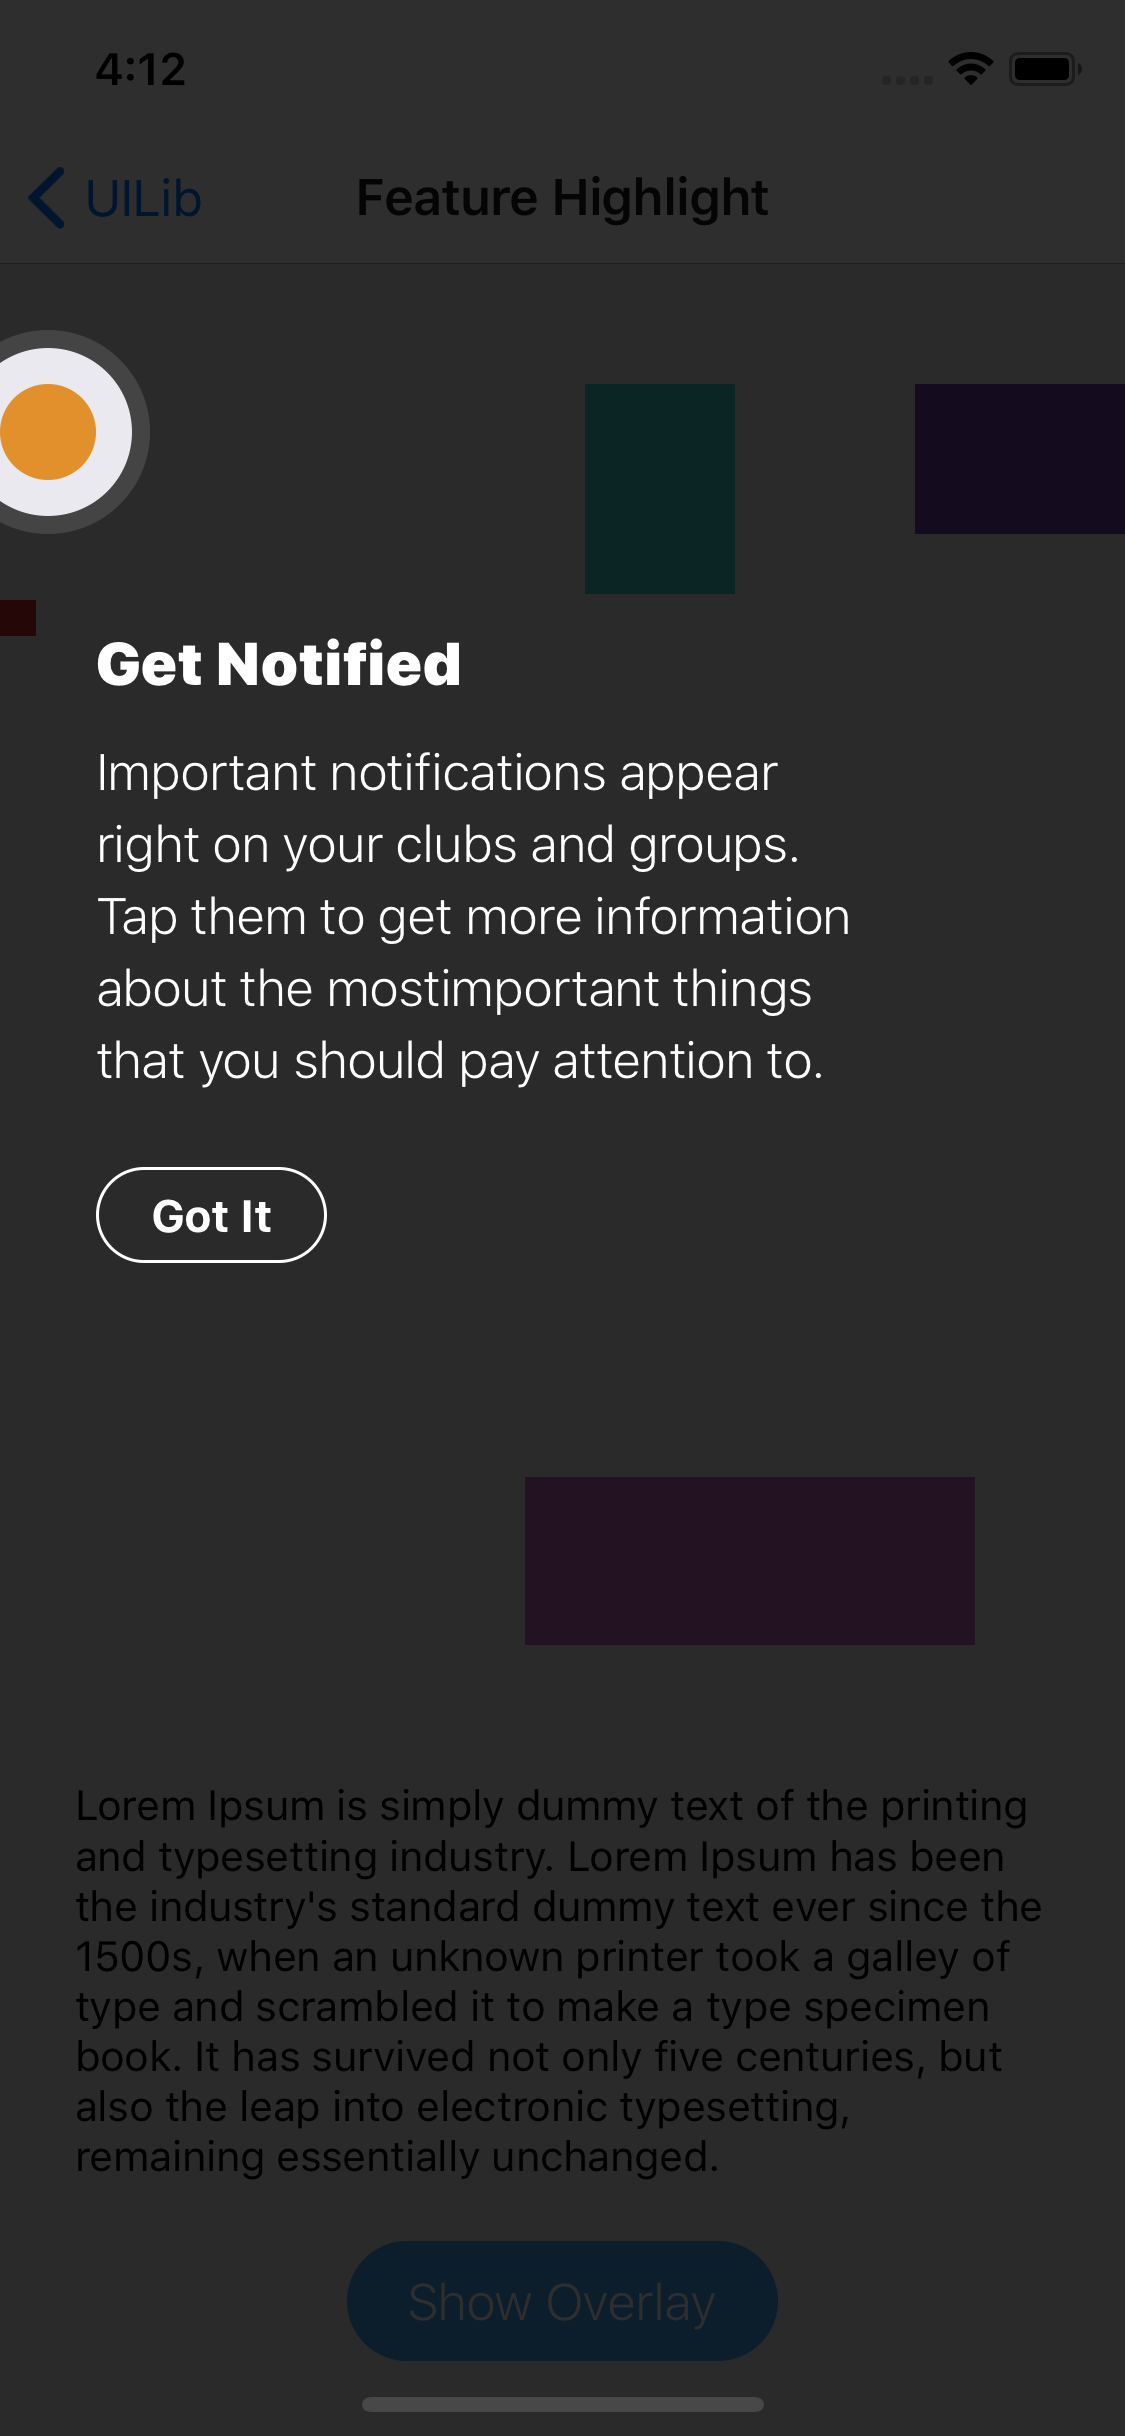 4:12
UILib
Feature Highlight
Get Notified
Important notifications appear
right on your clubs and groups.
Tap them to get more information
about the mostimportant things
that you should pay attention to.
Got It
Lorem Ipsum is simply dummy text of the printing
and typesetting industry. Lorem Ipsum has been
the industry's standard dummy text ever since the
1500s, when an unknown printer took a galley of
type and scrambled it to make a type specimen
book. It has survived not only five centuries, but
also the leap into electronic typesetting,
remaining essentially unchanged.
Show Overlay